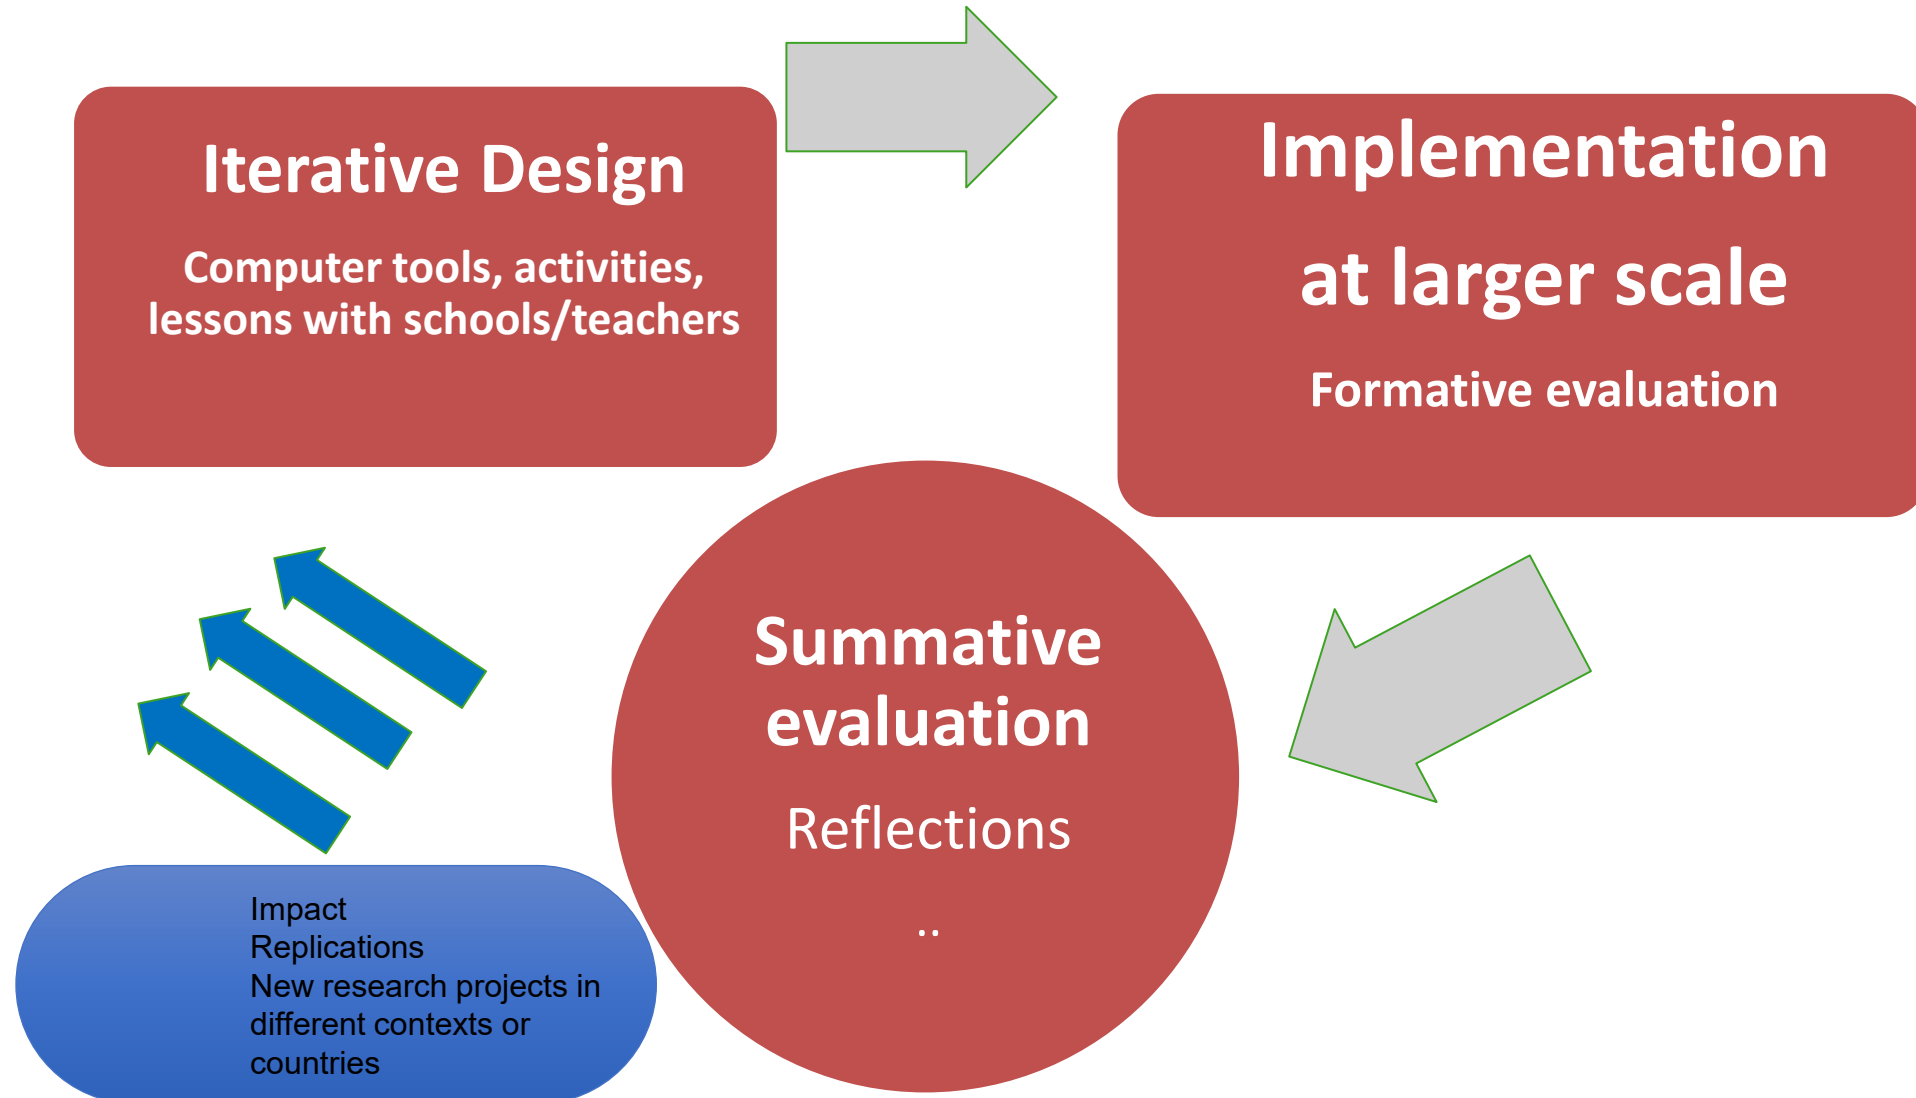 Iterative Design
Computer tools, activities,
lessons with schools/teachers
Implementation
at larger scale
Formative evaluation
Summative
evaluation
Reflections
..
Impact
Replications
New research projects in
different contexts or
countries